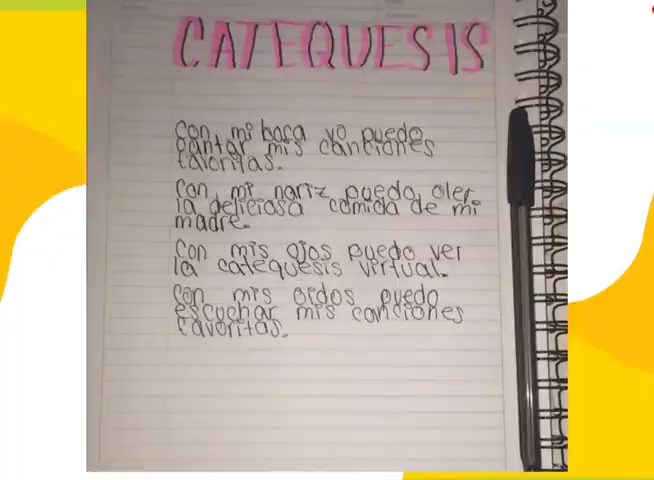 CATEQUESIS
Con mi boca yo puedo
cantar mis canciones
favoritas.
Con mi nariz puedo oler
la deliciosa comida de mi
madre.
Con mis ojos puedo ver
la catequesis virtual.
Con mis oidos puedo
escuchar mis canciones
favoritas.